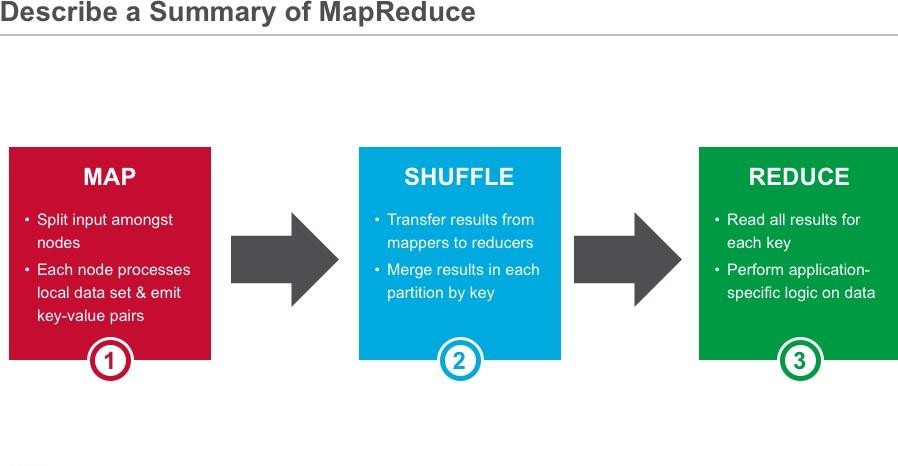 Describe a Summary of MapReduce
MAP
• Split input amongst
nodes
• Each node processes
local data set & emit
key-value pairs
1
SHUFFLE
• Transfer results from
mappers to reducers
• Merge results in each
partition by key
2
REDUCE
• Read all results for
each key
• Perform application-
specific logic on data
3